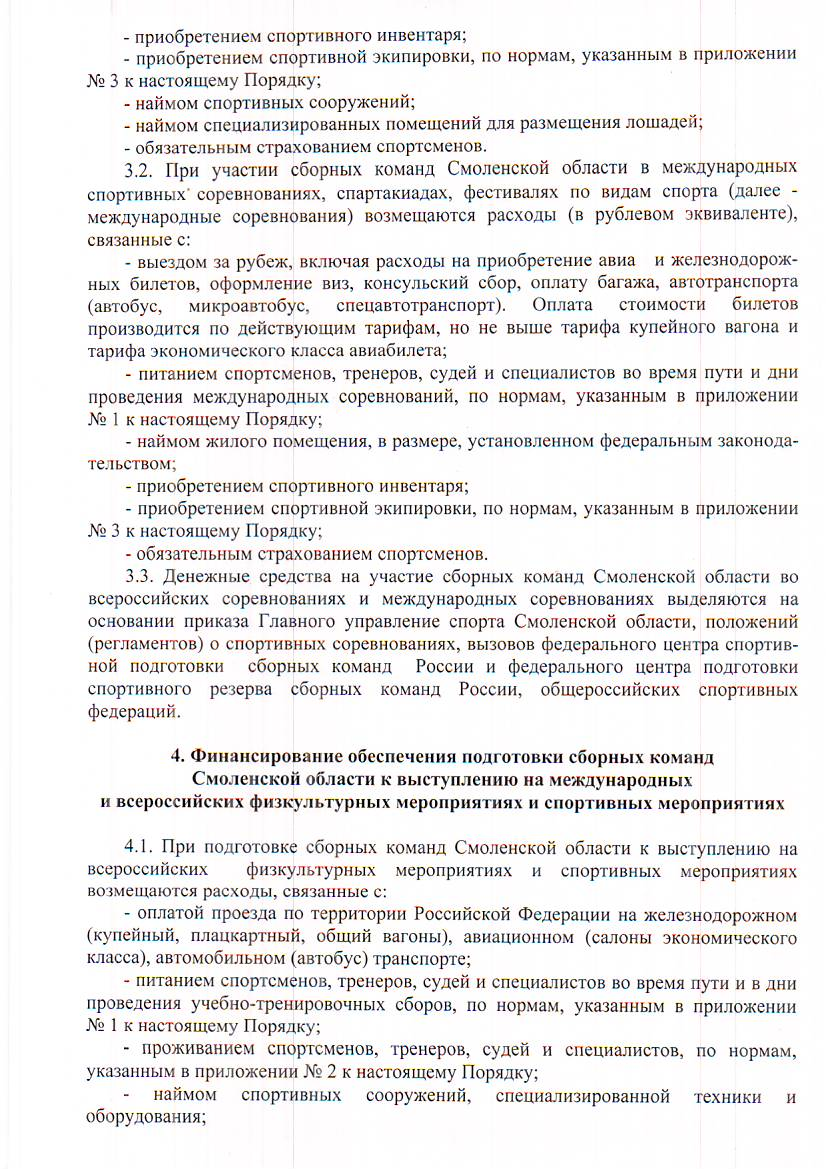 - приобретением спортивного инвентаря;
- приобретением спортивной экипировки, по нормам, указанным в приложении
№ 3 к настоящему Порядку;
- наймом спортивных сооружений;
- наймом специализированных помещений для размещения лошадей;
- обязательным страхованием спортсменов.
3.2. При участии сборных команд Смоленской области в международных
спортивных соревнованиях, спартакиадах, фестивалях по видам спорта (далее -
международные соревнования) возмещаются расходы (в рублевом эквиваленте),
связанные с:
- выездом за рубеж, включая расходы на приобретение авиа и железнодорож-
ных билетов, оформление виз, консульский сбор, оплату багажа, автотранспорта
(автобус, микроавтобус, спецавтотранспорт). Оплата стоимости билетов
производится по действующим тарифам, но не выше тарифа купейного вагона и
тарифа экономического класса авиабилета;
- питанием спортсменов, тренеров, судей и специалистов во время пути и дни
проведения международных соревнований, по нормам, указанным в приложении
№ 1 к настоящему Порядку;
- наймом жилого помещения, в размере, установленном федеральным законода-
тельством;
- приобретением спортивного инвентаря;
- приобретением спортивной экипировки, по нормам, указанным в приложении
№ 3 к настоящему Порядку;
- обязательным страхованием спортсменов.
3.3. Денежные средства на участие сборных команд Смоленской области во
всероссийских соревнованиях и международных соревнованиях выделяются на
основании приказа Главного управление спорта Смоленской области, положений
(регламентов) о спортивных соревнованиях, вызовов федерального центра спортив-
ной подготовки сборных команд России и федерального центра подготовки
спортивного резерва сборных команд России, общероссийских спортивных
федераций.
4. Финансирование обеспечения подготовки сборных команд
Смоленской области к выступлению на международных
и всероссийских физкультурных мероприятиях и спортивных мероприятиях
4.1. При подготовке сборных команд Смоленской области к выступлению на
всероссийских физкультурных мероприятиях и спортивных мероприятиях
возмещаются расходы, связанные с:
- оплатой проезда по территории Российской Федерации на железнодорожном
(купейный, плацкартный, общий вагоны), авиационном (салоны экономического
класса), автомобильном (автобус) транспорте;
- питанием спортсменов, тренеров, судей и специалистов во время пути и в дни
проведения учебно-тренировочных сборов, по нормам, указанным в приложении
№ 1 к настоящему Порядку;
- проживанием спортсменов, тренеров, судей и специалистов, по нормам,
указанным в приложении № 2 к настоящему Порядку;
- наймом спортивных сооружений, специализированной техники и
оборудования;